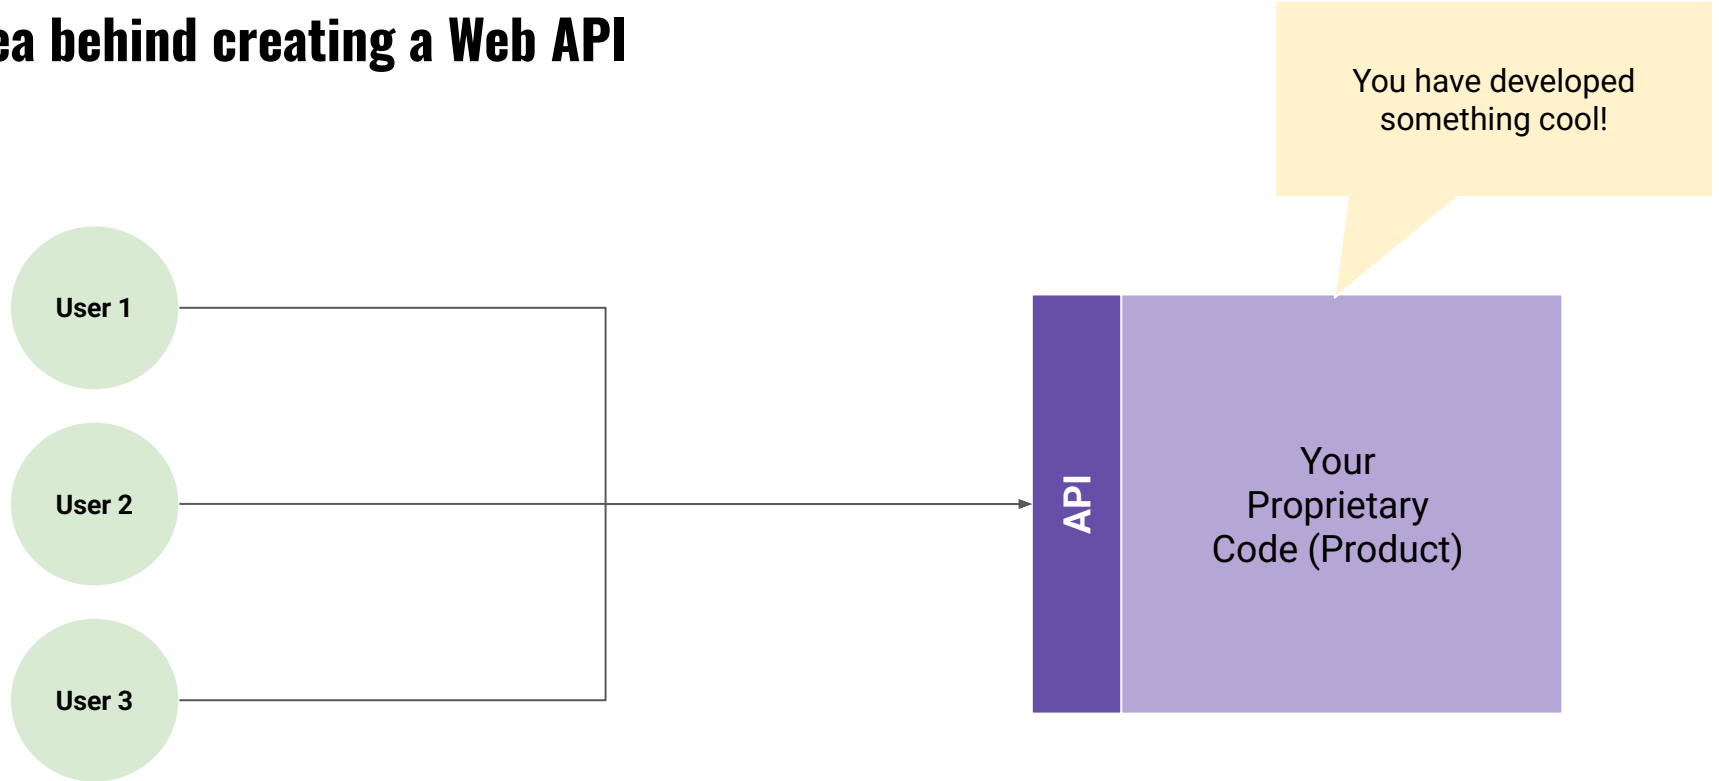 behind creating a Web API
You have developed
something cool!
User 1
User 2
User 3
API
Your
Proprietary
Code (Product)